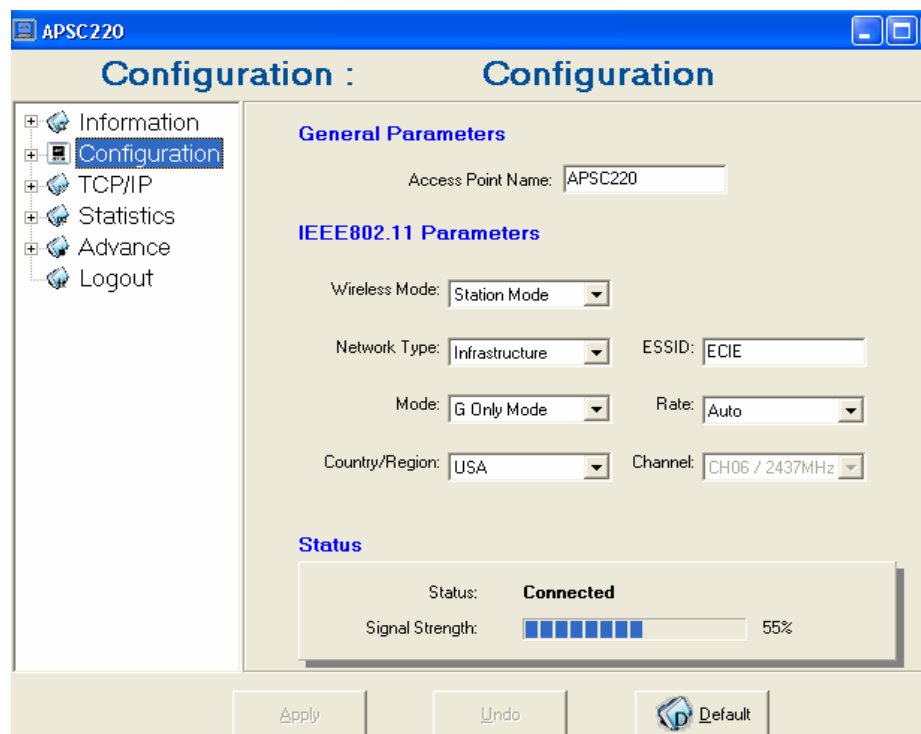 APSC220
Configuration : Configuration
Information
Configuration
TCP/IP
Statistics
Advance
Logout
General Parameters
Access Point Name: APSC220
IEEE802.11 Parameters
Wireless Mode: Station Mode
Network Type: Infrastructure ESSID: ECIE
Mode: G Only Mode Rate: Auto
Country/Region: USA Channel: CH06 / 2437MHz
Status
Status: Connected
Signal Strength: 55%
Apply Undo Default